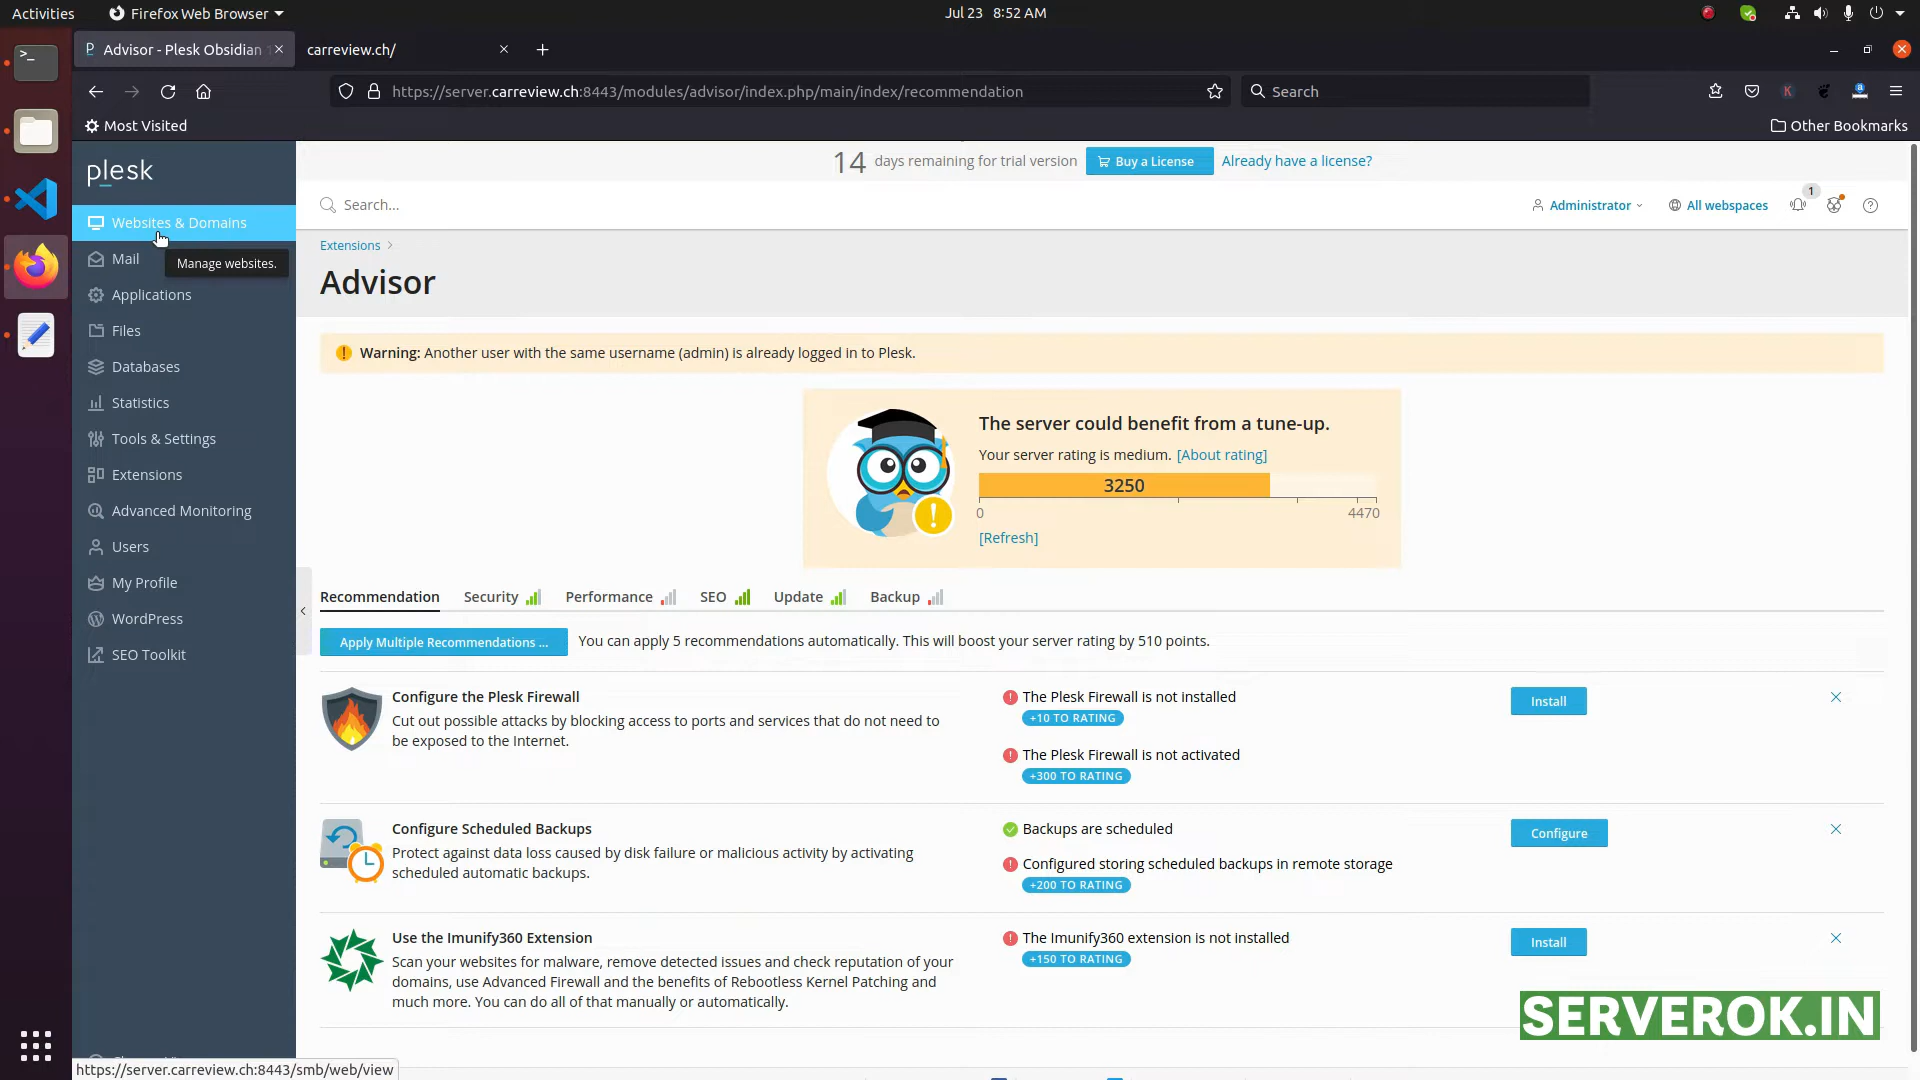 Activities
Firefox Web Browser
Jul 23 8:52 AM
Advisor - Plesk Obsidian
carreview.ch/
https://server.carreview.ch:8443/modules/advisor/index.php/main/index/recommendation
Search
Most Visited
Other Bookmarks
plesk
14 days remaining for trial version
Buy a License
Already have a license?
Search...
Administrator
All webspaces
1
Websites & Domains
Manage websites.
Mail
Applications
Files
Databases
Statistics
Tools & Settings
Extensions
Advanced Monitoring
Users
My Profile
WordPress
SEO Toolkit
Extensions
Advisor
Warning: Another user with the same username (admin) is already logged in to Plesk.
The server could benefit from a tune-up.
Your server rating is medium. [About rating]
3250
0
4470
[Refresh]
Recommendation
Security
Performance
SEO
Update
Backup
Apply Multiple Recommendations ...
You can apply 5 recommendations automatically. This will boost your server rating by 510 points.
Configure the Plesk Firewall
Cut out possible attacks by blocking access to ports and services that do not need to
be exposed to the Internet.
The Plesk Firewall is not installed
+10 TO RATING
The Plesk Firewall is not activated
+300 TO RATING
Install
Configure Scheduled Backups
Protect against data loss caused by disk failure or malicious activity by activating
scheduled automatic backups.
Backups are scheduled
Configured storing scheduled backups in remote storage
+200 TO RATING
Configure
Use the Imunify360 Extension
Scan your websites for malware, remove detected issues and check reputation of your
domains, use Advanced Firewall and the benefits of Rebootless Kernel Patching and
much more. You can do all of that manually or automatically.
The Imunify360 extension is not installed
+150 TO RATING
Install
SERVEROK.IN
https://server.carreview.ch:8443/smb/web/view